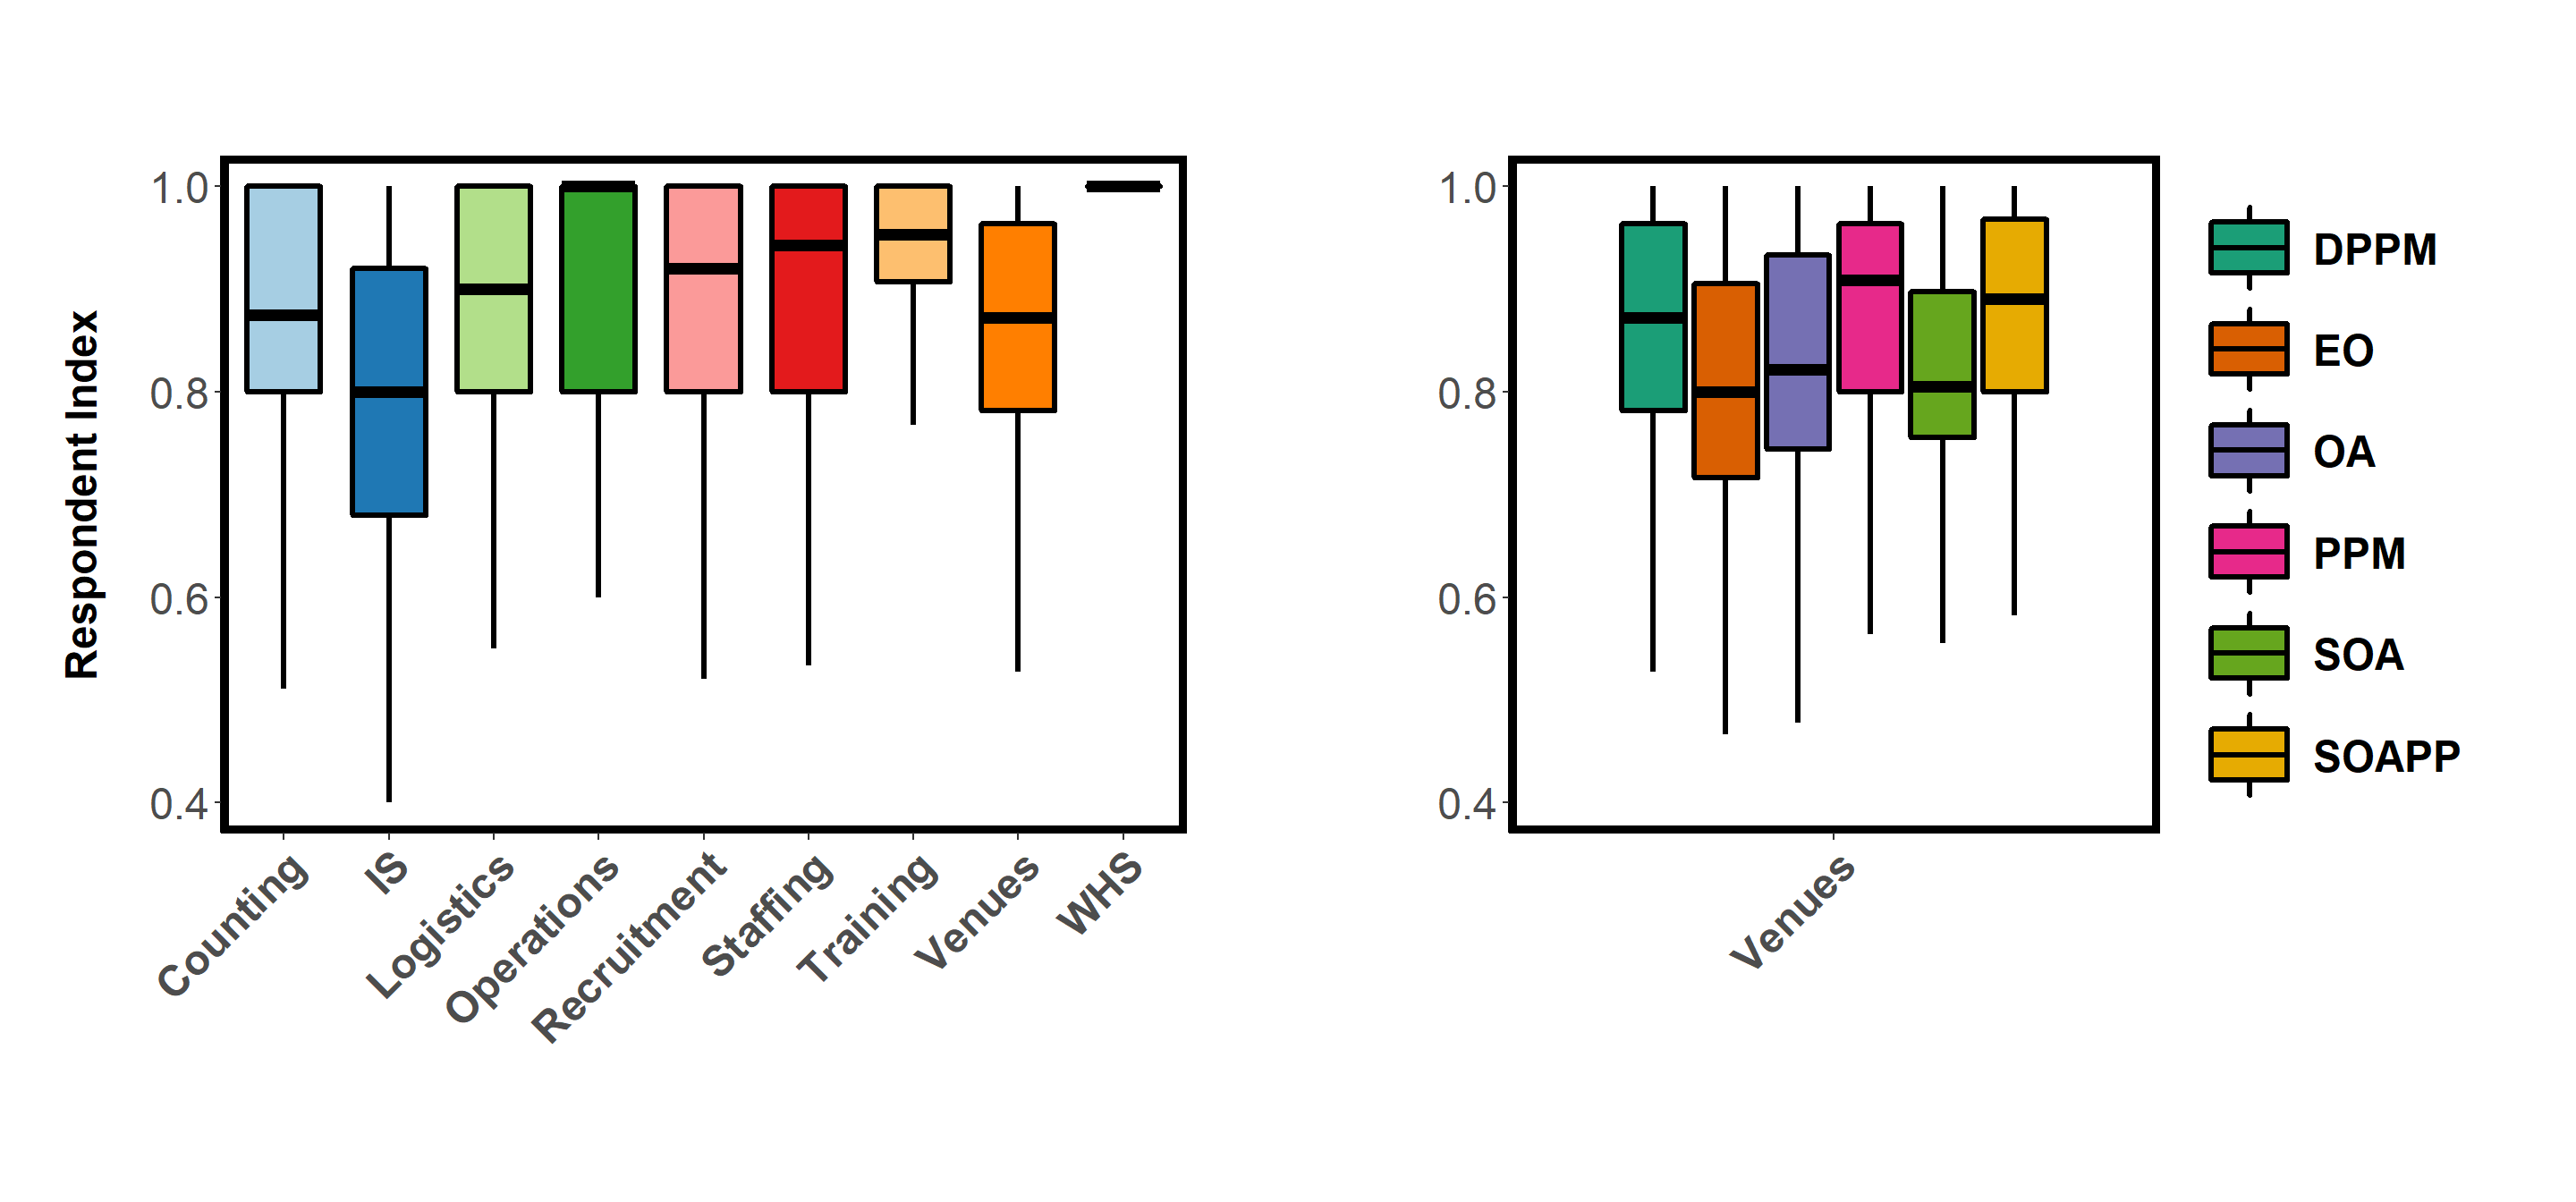 Respondent Index
1.0
0.8
0.6
0.4
Counting
IS
Logistics
Operations
Recruitment
Staffing
Training
Venues
WHS
1.0
0.8
0.6
0.4
Venues
DPPM
EO
OA
PPM
SOA
SOAPP